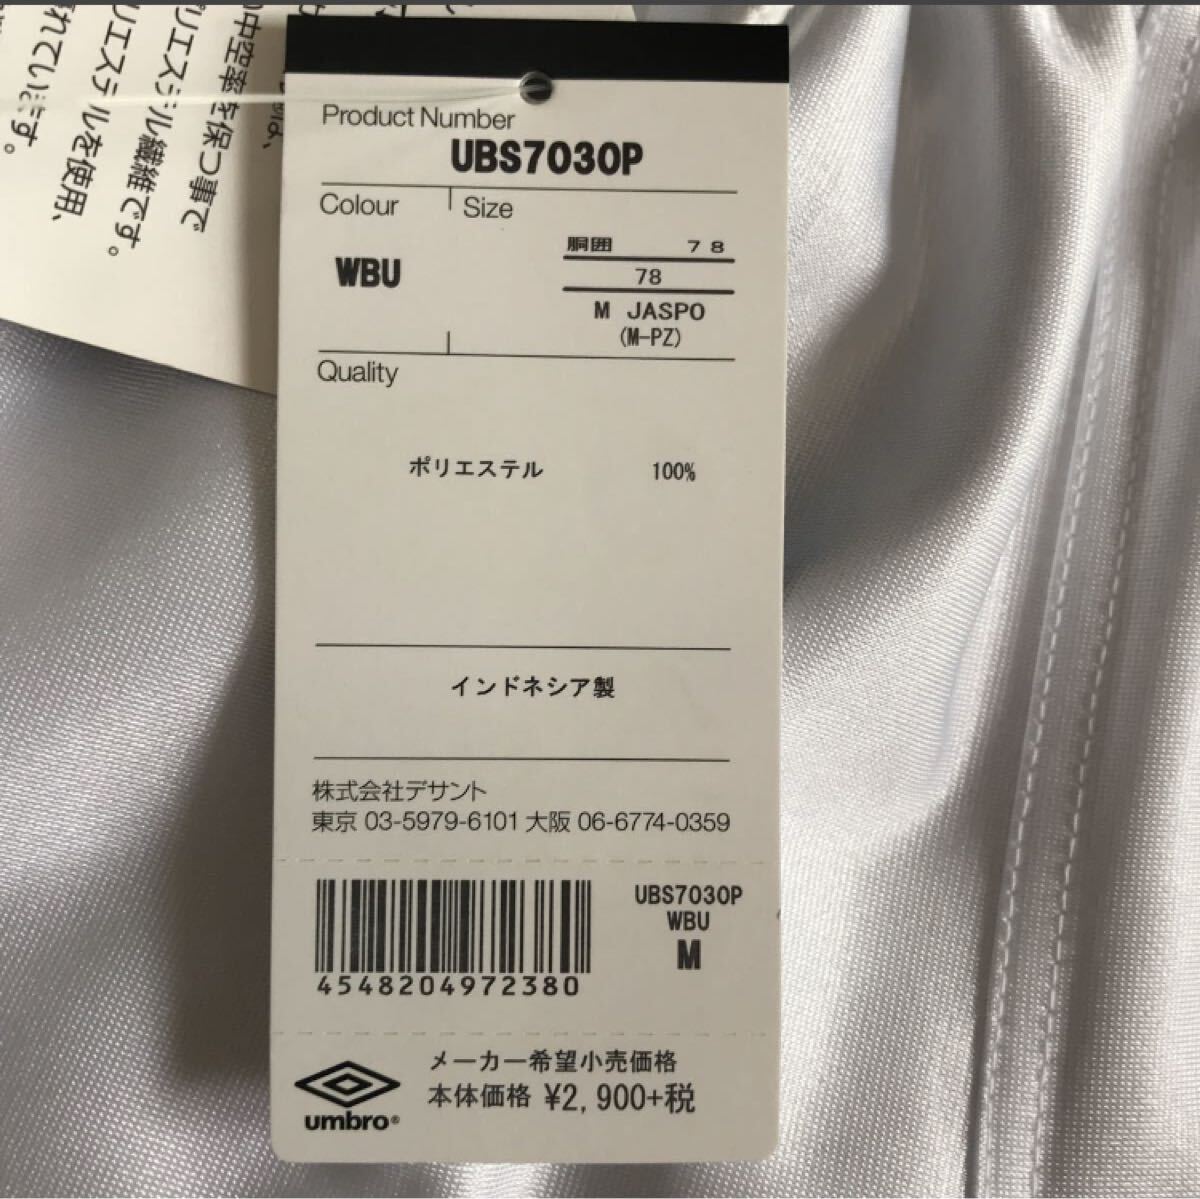 の中空率を保つ事で
リエステル繊維です。
リエステルを使用、
れています。
Product Number
UBS7030P
Colour Size
胴囲 78
WBU
78
M JASPO
(M-PZ)
Quality
ポリエステル 100%
インドネシア製
株式会社デサント
東京 03-5979-6101 大阪 06-6774-0359
UBS7030P
WBU
M
4548204972380
メーカー希望小売価格
本体価格 ¥2,900+税
umbro®